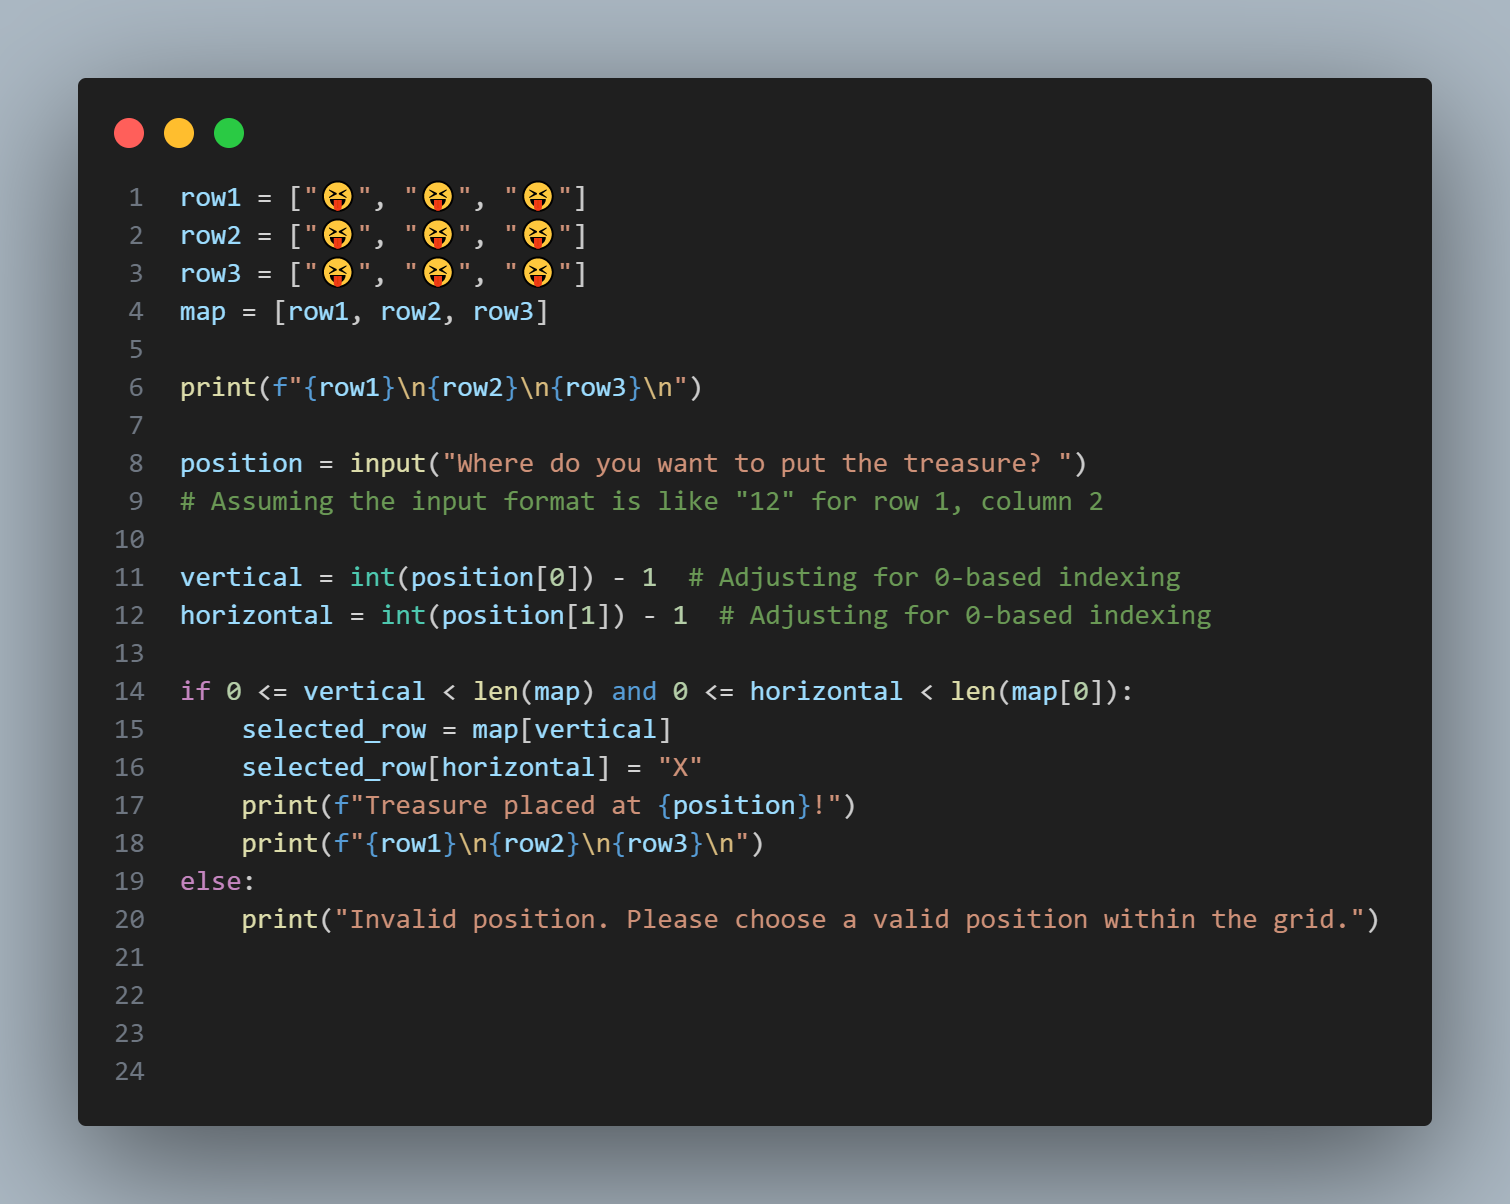 1 row1 = ["😝", "😝", "😝"]
2 row2 = ["😝", "😝", "😝"]
3 row3 = ["😝", "😝", "😝"]
4 map = [row1, row2, row3]
5
6 print(f"{row1}\n{row2}\n{row3}\n")
7
8 position = input("Where do you want to put the treasure? ")
9 # Assuming the input format is like "12" for row 1, column 2
10
11 vertical = int(position[0]) - 1  # Adjusting for 0-based indexing
12 horizontal = int(position[1]) - 1  # Adjusting for 0-based indexing
13
14 if 0 <= vertical < len(map) and 0 <= horizontal < len(map[0]):
15     selected_row = map[vertical]
16     selected_row[horizontal] = "X"
17     print(f"Treasure placed at {position}!")
18     print(f"{row1}\n{row2}\n{row3}\n")
19 else:
20     print("Invalid position. Please choose a valid position within the grid.")
21
22
23
24